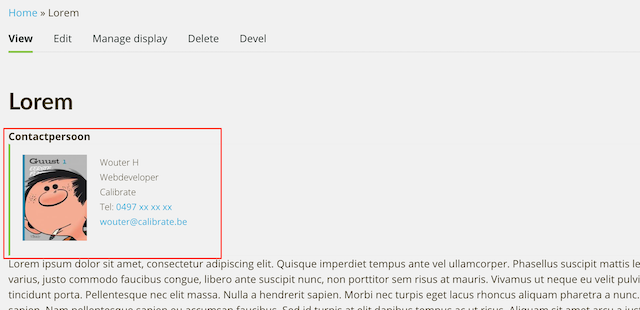 Home » Lorem
View Edit Manage display Delete Devel
Lorem
Contactpersoon
Guust 1
Wouter H
Webdeveloper
Calibrate
Tel: 0497 xx xx xx
wouter@calibrate.be
Lorem ipsum dolor sit amet, consectetur adipiscing elit. Quisque imperdiet tempus ante vel ullamcorper. Phasellus suscipit mattis le
varius, justo commodo faucibus congue, libero ante suscipit nunc, non porttitor sem risus at mauris. Vivamus ut neque eu velit pulvi
tincidunt porta. Pellentesque nec elit massa. Nulla a hendrerit sapien. Morbi nec turpis eget lacus rhoncus aliquam pharetra a nunc.